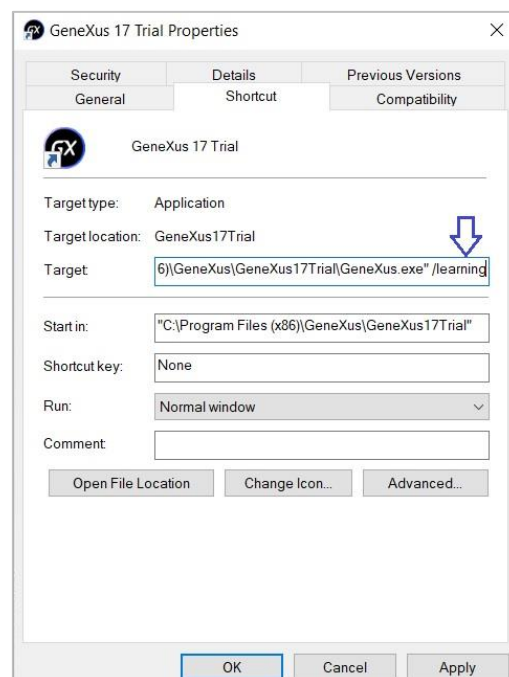 GeneXus 17 Trial Properties
Security Details Previous Versions
General Shortcut Compatibility
GX GeneXus 17 Trial
Target type: Application
Target location: GeneXus17Trial
Target: 6)\GeneXus\GeneXus17Trial\GeneXus.exe" /learning
Start in: "C:\Program Files (x86)\GeneXus\GeneXus17Trial"
Shortcut key: None
Run: Normal window
Comment:
Open File Location Change Icon... Advanced...
OK Cancel Apply